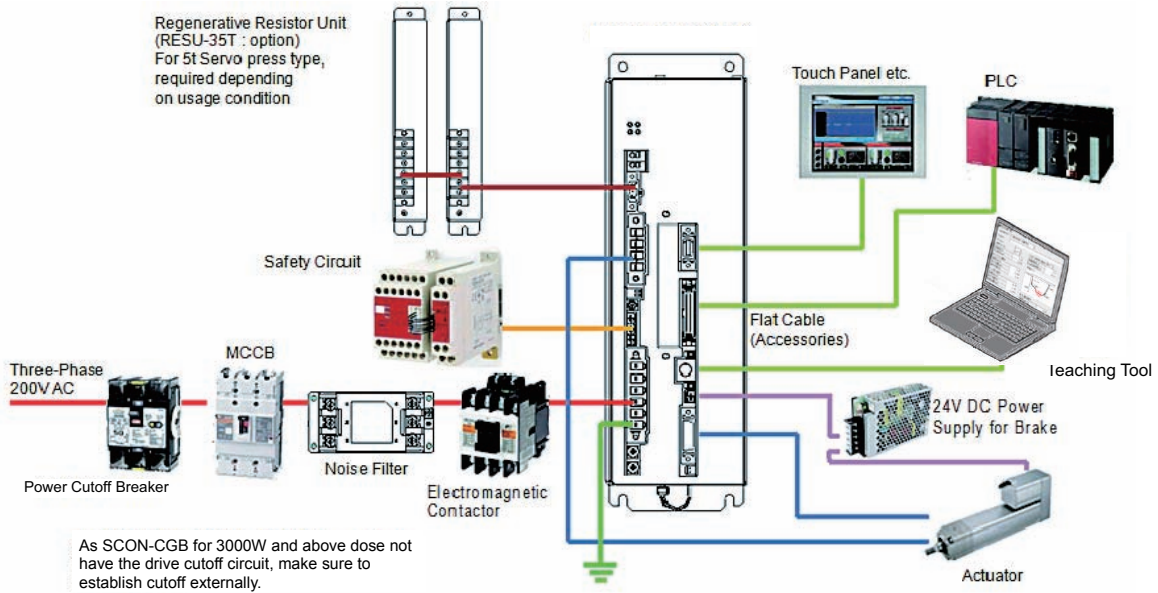 Regenerative Resistor Unit
(RESU-35T : option)
For 5t Servo press type,
required depending
on usage condition
Touch Panel etc.
PLC
Safety Circuit
Flat Cable
(Accessories)
Teaching Tool
Three-Phase
200V AC
MCCB
24V DC Power
Supply for Brake
Noise Filter
Power Cutoff Breaker
Electromagnetic
Contactor
As SCON-CGB for 3000W and above dose not
have the drive cutoff circuit, make sure to
establish cutoff externally.
Actuator